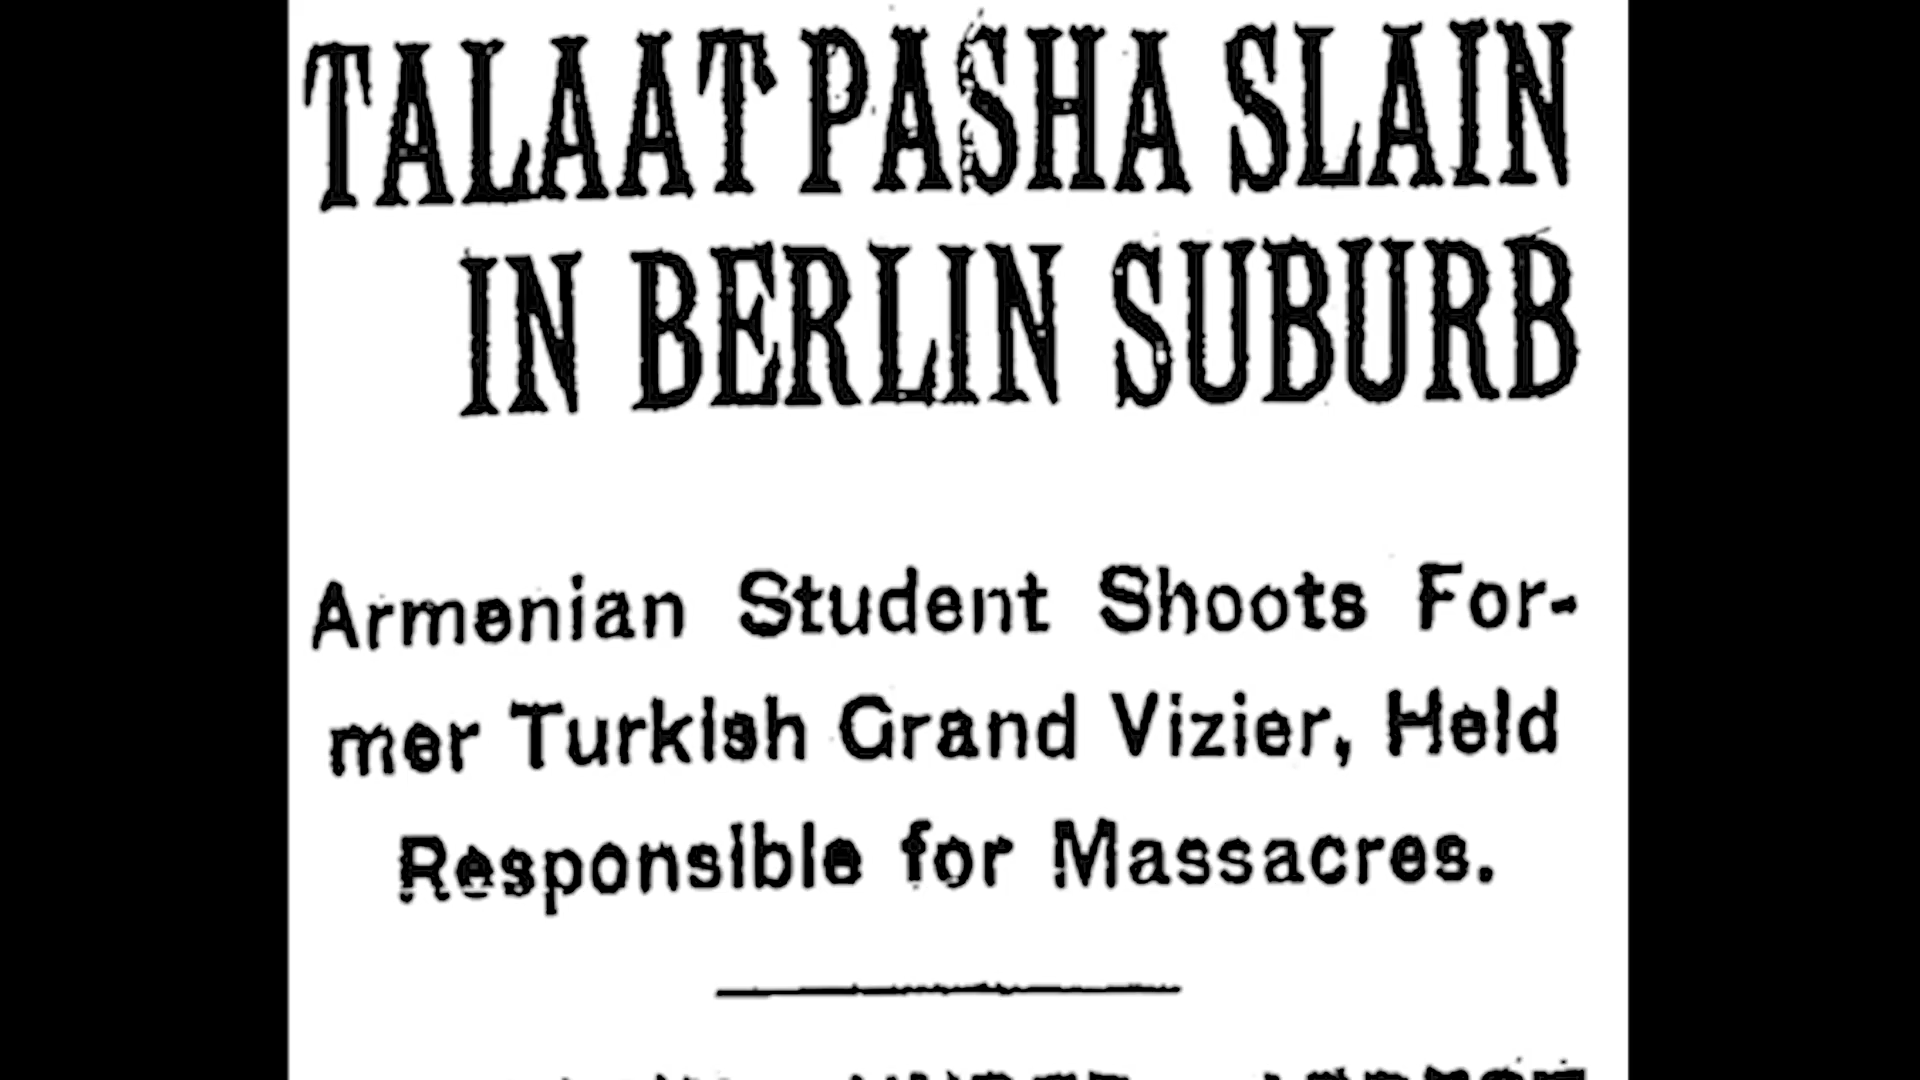 TALAAT PASHA SLAIN
IN BERLIN SUBURB
Armenian Student Shoots For-
mer Turkish Grand Vizier, Held
Responsible for Massacres.